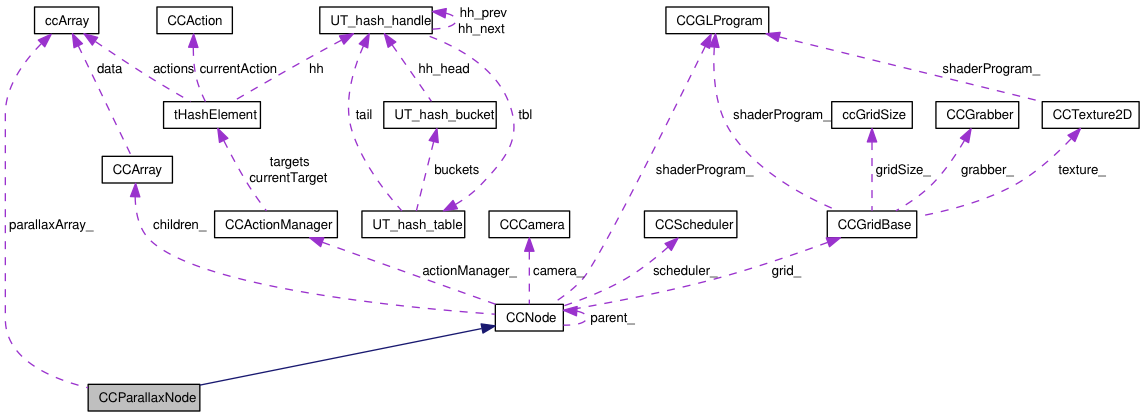 ccArray
CCAction
UT_hash_handle
hh_prev
hh_next
CCGLProgram
data
actions
currentAction
hh
hh_head
shaderProgram_
tHashElement
tail
UT_hash_bucket
tbl
shaderProgram_
ccGridSize
CCGrabber
CCTexture2D
CCArray
targets
currentTarget
buckets
shaderProgram_
gridSize_
grabber_
texture_
parallaxArray_
children_
CCActionManager
UT_hash_table
CCCamera
CCScheduler
CCGridBase
actionManager_
camera_
scheduler_
grid_
CCNode
parent_
CCParallaxNode